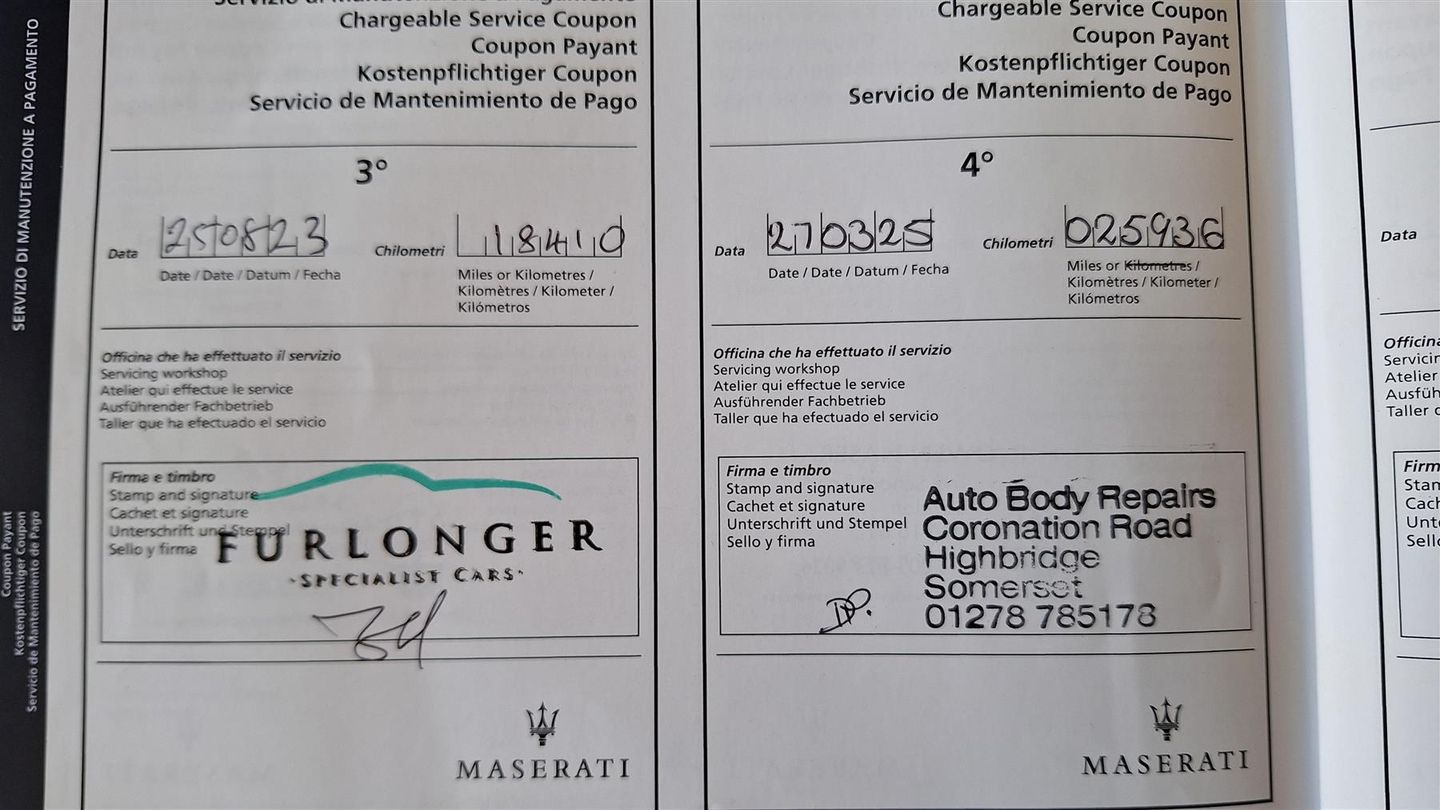 SERVIZIO DI MANUTENZIONE A PAGAMENTO
Coupon Payant
Kostenpflichtiger Coupon
Servicio de Mantenimiento de Pago
Servizio di Manutenzione a Pagamento
Chargeable Service Coupon
Coupon Payant
Kostenpflichtiger Coupon
Servicio de Mantenimiento de Pago
3°
Data 250823 Chilometri 18410
Date / Date / Datum / Fecha
Miles or Kilometres /
Kilomètres / Kilometer /
Kilómetros
Officina che ha effettuato il servizio
Servicing workshop
Atelier qui effectue le service
Ausführender Fachbetrieb
Taller que ha efectuado el servicio
Firma e timbro
Stamp and signature
Cachet et signature
Unterschrift und Stempel
Sello y firma
FURLONGER
·SPECIALIST CARS·
MASERATI
Chargeable Service Coupon
Coupon Payant
Kostenpflichtiger Coupon
Servicio de Mantenimiento de Pago
4°
Data 270325 Chilometri 025936
Date / Date / Datum / Fecha
Miles or Kilometres /
Kilomètres / Kilometer /
Kilómetros
Officina che ha effettuato il servizio
Servicing workshop
Atelier qui effectue le service
Ausführender Fachbetrieb
Taller que ha efectuado el servicio
Firma e timbro
Stamp and signature
Cachet et signature
Unterschrift und Stempel
Sello y firma
Auto Body Repairs
Coronation Road
Highbridge
Somerset
01278 785178
MASERATI
Data
Atelier
Taller